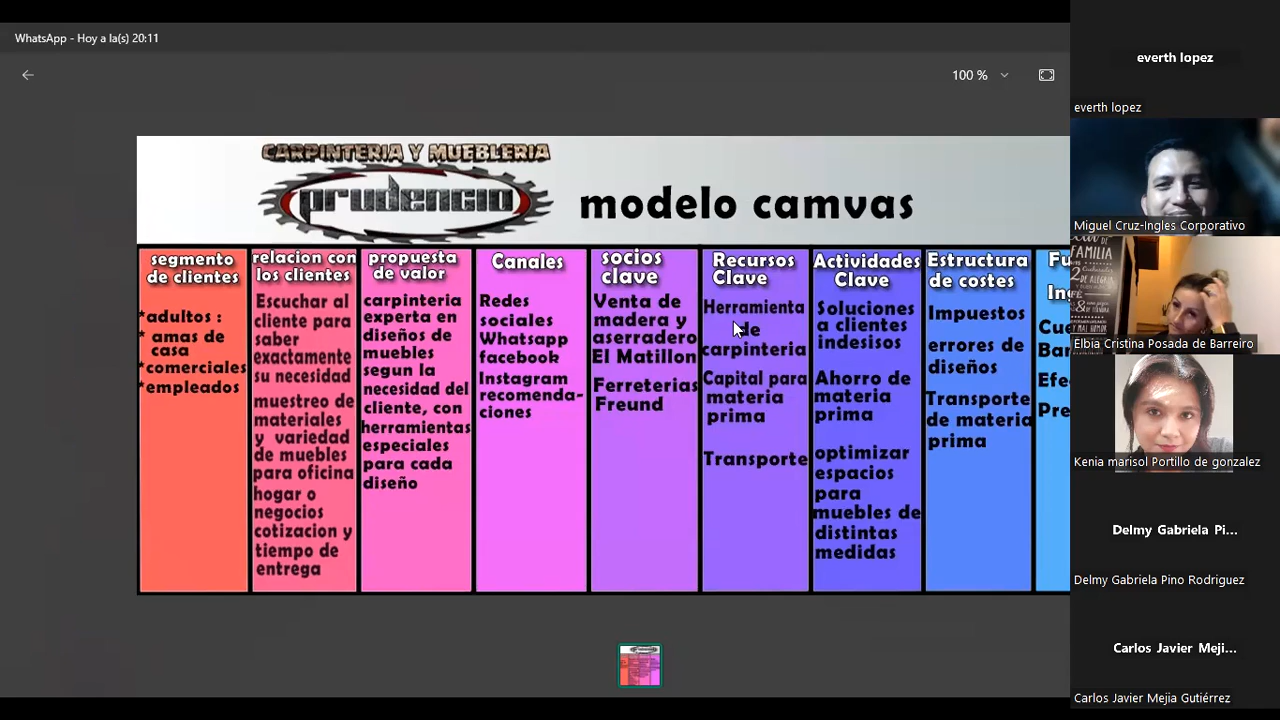 WhatsApp - Hoy a la(s) 20:11
100 %
CARPINTERIA Y MUEBLERIA
prudencio
modelo camvas
segmento
de clientes
*adultos :
* amas de
casa
*comerciales
*empleados
relacion con
los clientes
Escuchar al
cliente para
saber
exactamente
su necesidad
muestreo de
materiales
y variedad
de muebles
para oficina
hogar o
negocios
cotizacion y
tiempo de
entrega
propuesta
de valor
carpinteria
experta en
diseños de
muebles
segun la
necesidad del
cliente, con
herramientas
especiales
para cada
diseño
Canales
Redes
sociales
Whatsapp
facebook
Instagram
recomenda-
ciones
socios
clave
Venta de
madera y
aserradero
El Matillon
Ferreterias
Freund
Recursos
Clave
Herramienta
de
carpinteria
Capital para
materia
prima
Transporte
Actividades
Clave
Soluciones
a clientes
indesisos
Ahorro de
materia
prima
optimizar
espacios
para
muebles de
distintas
medidas
Estructura
de costes
Impuestos
errores de
diseños
Transporte
de materia
prima
Fu
Ing
Cue
Ban
Efe
Pre
everth lopez
everth lopez
Miguel Cruz-Ingles Corporativo
FAMILIA
Elbia Cristina Posada de Barreiro
Kenia marisol Portillo de gonzalez
Delmy Gabriela Pi...
Delmy Gabriela Pino Rodriguez
Carlos Javier Meji...
Carlos Javier Mejia Gutiérrez